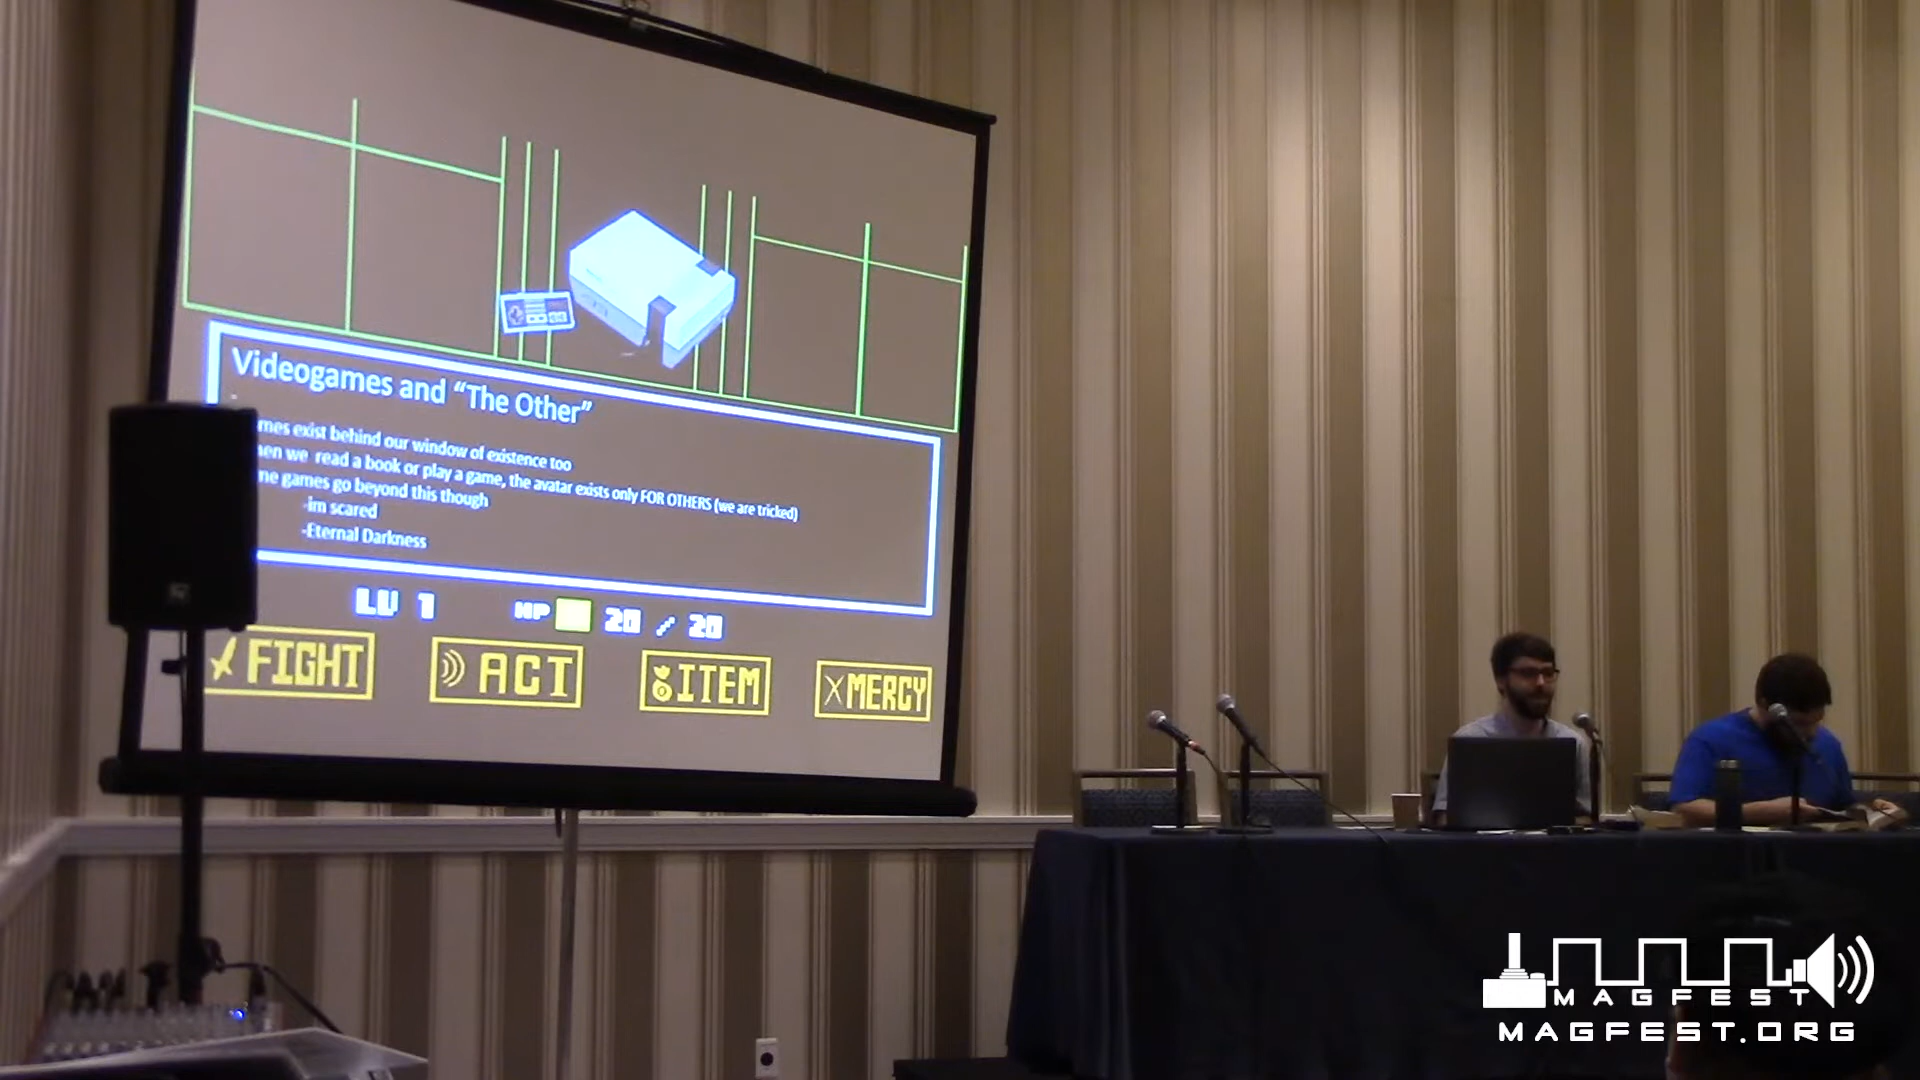 Videogames and “The Other”
mes exist behind our window of existence too
en we read a book or play a game, the avatar exists only FOR OTHERS (we are tricked)
me games go beyond this though
-im scared
-Eternal Darkness
LV 1 HP 20 / 20
FIGHT ACT ITEM MERCY
MAGFEST
MAGFEST.ORG